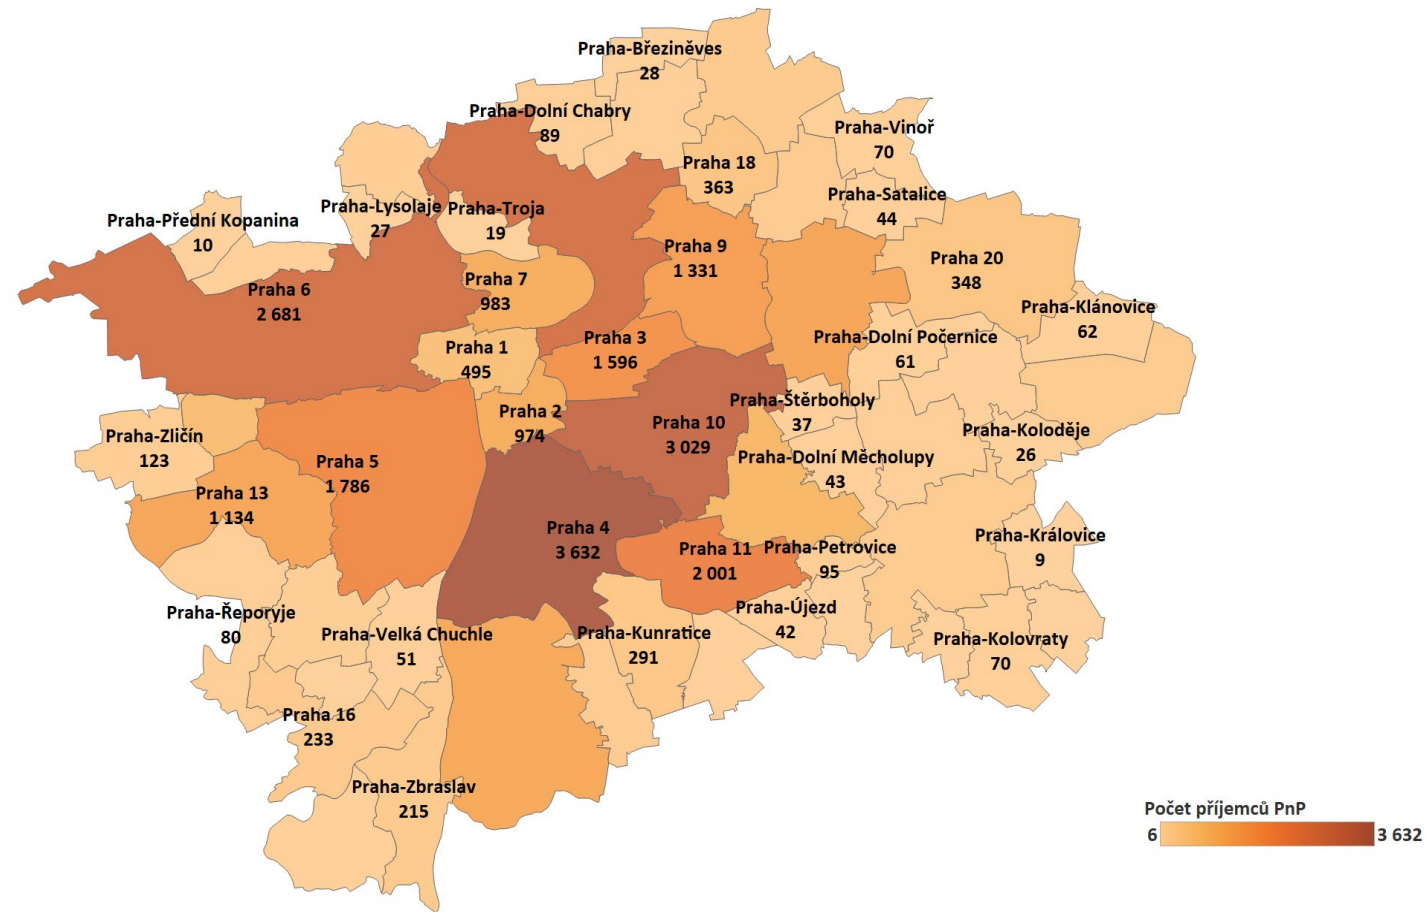 Praha-Březiněves
28
Praha-Dolní Chabry
89
Praha-Vinoř
70
Praha 18
363
Praha-Satalice
44
Praha-Lysolaje
27
Praha-Troja
19
Praha-Přední Kopanina
10
Praha 9
1 331
Praha 20
348
Praha 7
983
Praha 6
2 681
Praha-Klánovice
62
Praha 3
1 596
Praha-Dolní Počernice
61
Praha 1
495
Praha-Štěrboholy
37
Praha 2
974
Praha 10
3 029
Praha-Koloděje
26
Praha-Zličín
123
Praha-Dolní Měcholupy
43
Praha 5
1 786
Praha 13
1 134
Praha 4
3 632
Praha-Královice
9
Praha 11
2 001
Praha-Petrovice
95
Praha-Újezd
42
Praha-Řeporyje
80
Praha-Velká Chuchle
51
Praha-Kunratice
291
Praha-Kolovraty
70
Praha 16
233
Praha-Zbraslav
215
Počet příjemců PnP
6 3 632